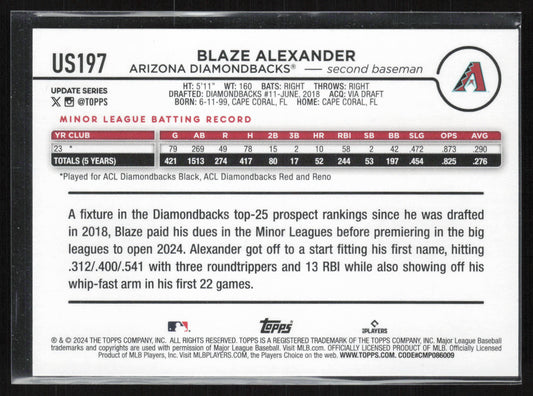 US197
BLAZE ALEXANDER
ARIZONA DIAMONDBACKS® — second baseman
UPDATE SERIES
X @TOPPS
HT: 5'11" WT: 160 BATS: RIGHT THROWS: RIGHT
DRAFTED: DIAMONDBACKS #11-JUNE, 2018 ACQ: VIA DRAFT
BORN: 6-11-99, CAPE CORAL, FL HOME: CAPE CORAL, FL
MINOR LEAGUE BATTING RECORD
YR CLUB G AB R H 2B 3B HR RBI SB BB SLG OPS AVG
23 * 79 269 49 78 15 2 10 58 2 42 .472 .873 .290
TOTALS (5 YEARS) 421 1513 274 417 80 17 52 244 53 197 .454 .825 .276
*Played for ACL Diamondbacks Black, ACL Diamondbacks Red and Reno
A fixture in the Diamondbacks top-25 prospect rankings since he was drafted
in 2018, Blaze paid his dues in the Minor Leagues before premiering in the big
leagues to open 2024. Alexander got off to a start fitting his first name, hitting
.312/.400/.541 with three roundtrippers and 13 RBI while also showing off his
whip-fast arm in his first 22 games.
topps
PLAYERS
® & © 2024 THE TOPPS COMPANY, INC. ALL RIGHTS RESERVED. TOPPS IS A REGISTERED TRADEMARK OF THE TOPPS COMPANY, INC. Major League Baseball
trademarks and copyrights are used with permission of Major League Baseball. Visit MLB.com. OFFICIALLY LICENSED PRODUCT OF MAJOR LEAGUE BASEBALL PLAYERS. Officially Licensed
Product of MLB Players, Inc. Visit MLBPLAYERS.com, the Players Choice on the web. WWW.TOPPS.COM. CODE#CMP086009